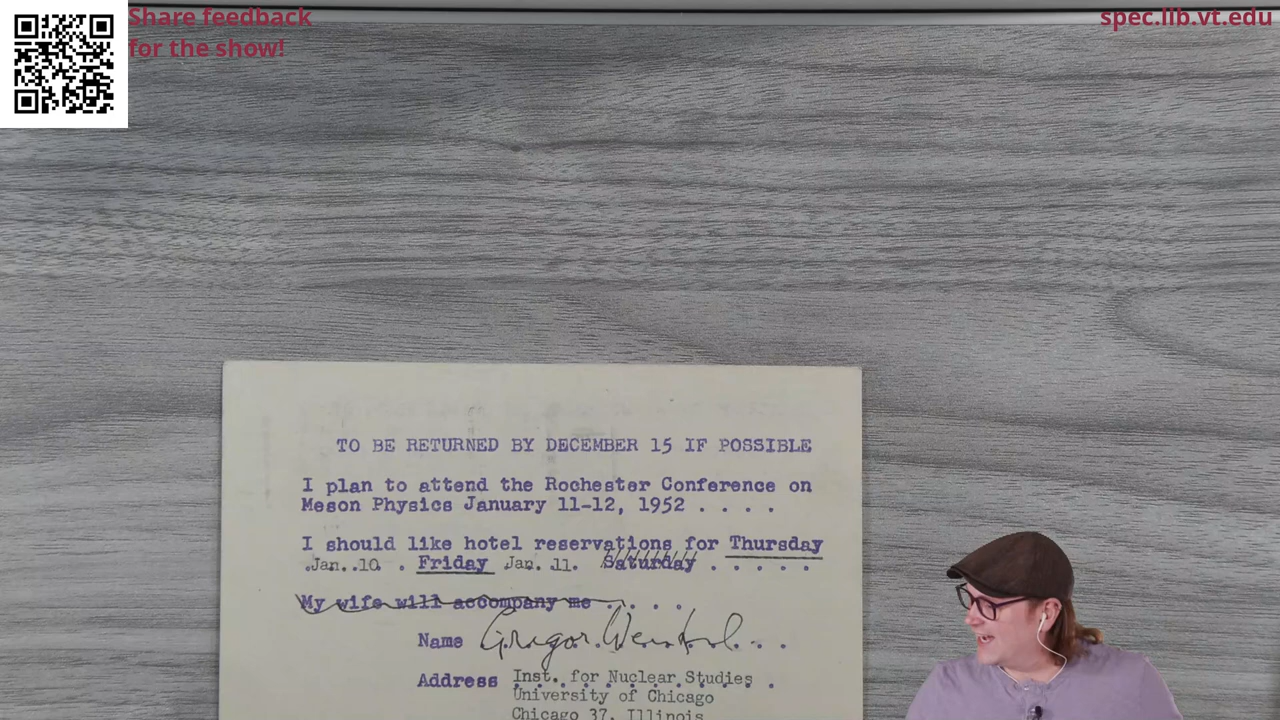 Share feedback
for the show!
spec.lib.vt.edu
TO BE RETURNED BY DECEMBER 15 IF POSSIBLE
I plan to attend the Rochester Conference on
Meson Physics January 11-12, 1952 . . . .
I should like hotel reservations for Thursday
.Jan..10. . Friday Jan. 11. Saturday . . . . .
My wife will accompany me . . . .
Name Gregor Wentzel . . .
Address Inst. for Nuclear Studies
University of Chicago
Chicago 37, Illinois